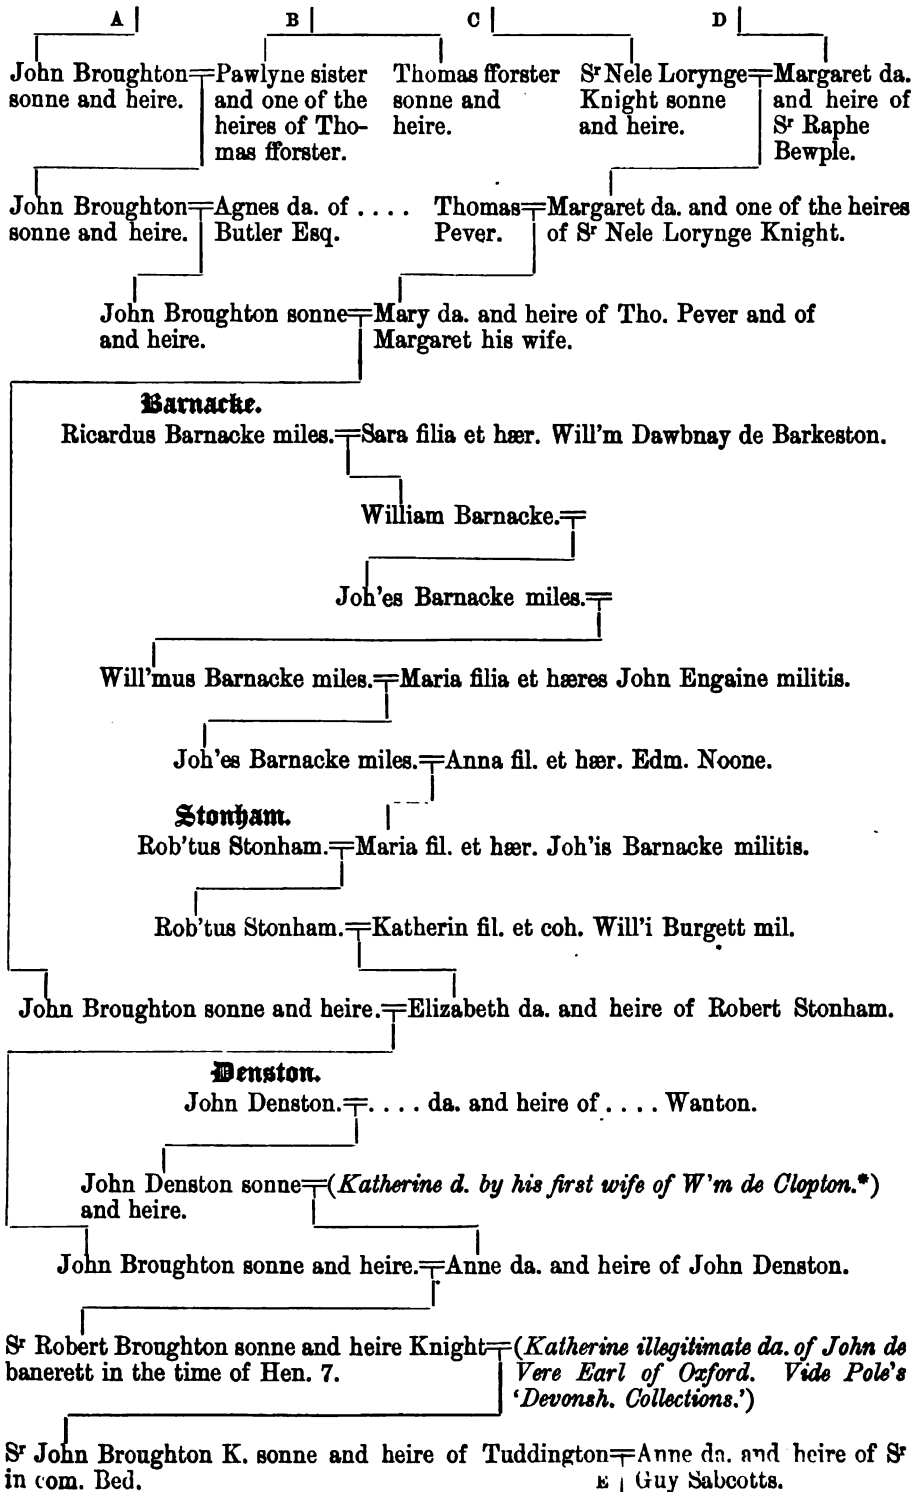 A B C D
John Broughton Pawlyne sister Thomas fforster Sr Nele Lorynge Margaret da.
sonne and heire. and one of the sonne and Knight sonne and heire of
heires of Tho- heire. and heire. Sr Raphe
mas fforster. Bewple.
John Broughton Agnes da. of .... Thomas Margaret da. and one of the heires
sonne and heire. Butler Esq. Pever. of Sr Nele Lorynge Knight.
John Broughton sonne Mary da. and heire of Tho. Pever and of
and heire. Margaret his wife.
Barnacke.
Ricardus Barnacke miles. Sara filia et hær. Will'm Dawbnay de Barkeston.
William Barnacke.
Joh'es Barnacke miles.
Will'mus Barnacke miles. Maria filia et hæres John Engaine militis.
Joh'es Barnacke miles. Anna fil. et hær. Edm. Noone.
Stonham.
Rob'tus Stonham. Maria fil. et hær. Joh'is Barnacke militis.
Rob'tus Stonham. Katherin fil. et coh. Will'i Burgett mil.
John Broughton sonne and heire. Elizabeth da. and heire of Robert Stonham.
Denston.
John Denston. .... da. and heire of .... Wanton.
John Denston sonne (Katherine d. by his first wife of W'm de Clopton.*)
and heire.
John Broughton sonne and heire. Anne da. and heire of John Denston.
Sr Robert Broughton sonne and heire Knight (Katherine illegitimate da. of John de
banerett in the time of Hen. 7. Vere Earl of Oxford. Vide Pole's
'Devonsh. Collections.')
Sr John Broughton K. sonne and heire of Tuddington Anne da. and heire of Sr
in com. Bed. E Guy Sabcotts.